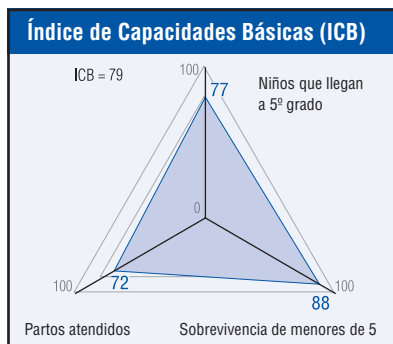 Índice de Capacidades Básicas (ICB)
ICB = 79
100
77
Niños que llegan
a 5º grado
0
100
72
100
88
Partos atendidos
Sobrevivencia de menores de 5